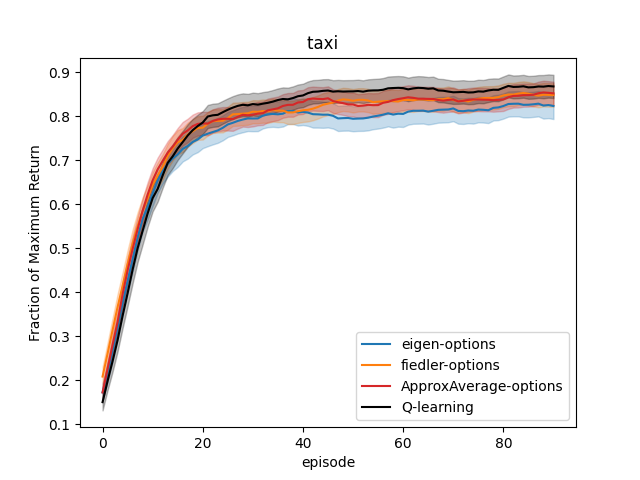 taxi
Fraction of Maximum Return
0.9
0.8
0.7
0.6
0.5
0.4
0.3
0.2
0.1
eigen-options
fiedler-options
ApproxAverage-options
Q-learning
0 20 40 60 80
episode